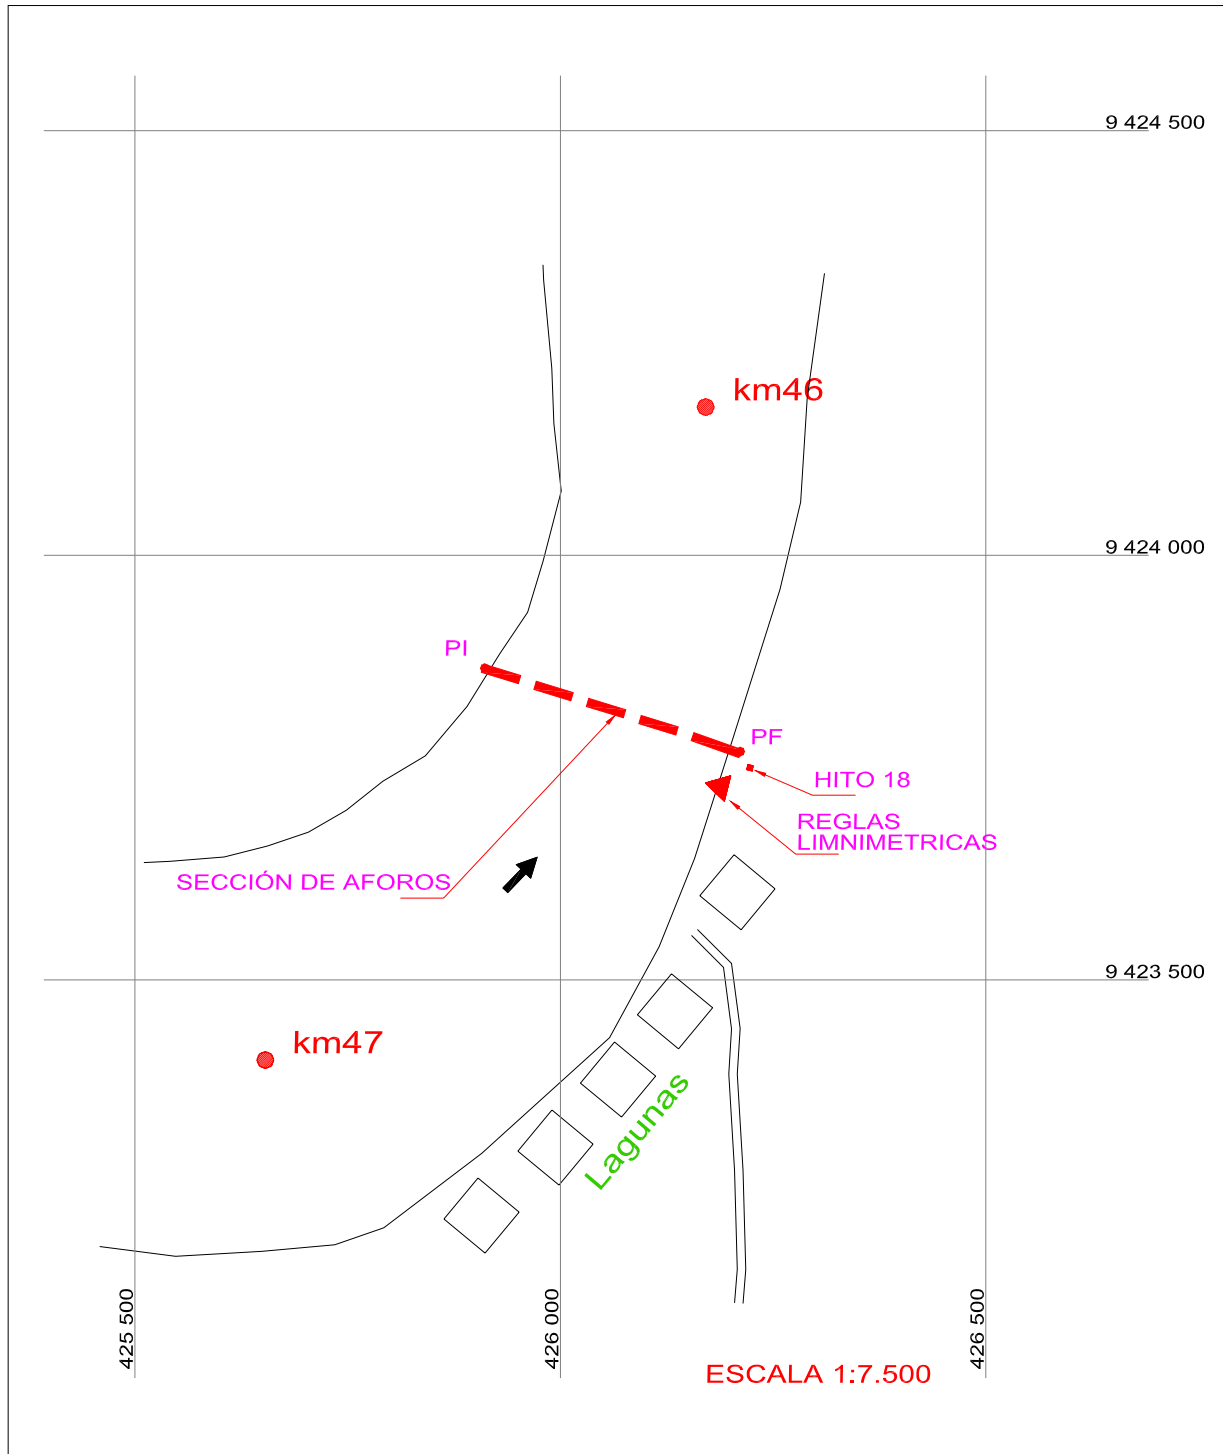 9 424 500
km46
9 424 000
PI
PF
HITO 18
REGLAS
LIMNIMETRICAS
SECCIÓN DE AFOROS
9 423 500
km47
Lagunas
425 500
426 000
426 500
ESCALA 1:7.500